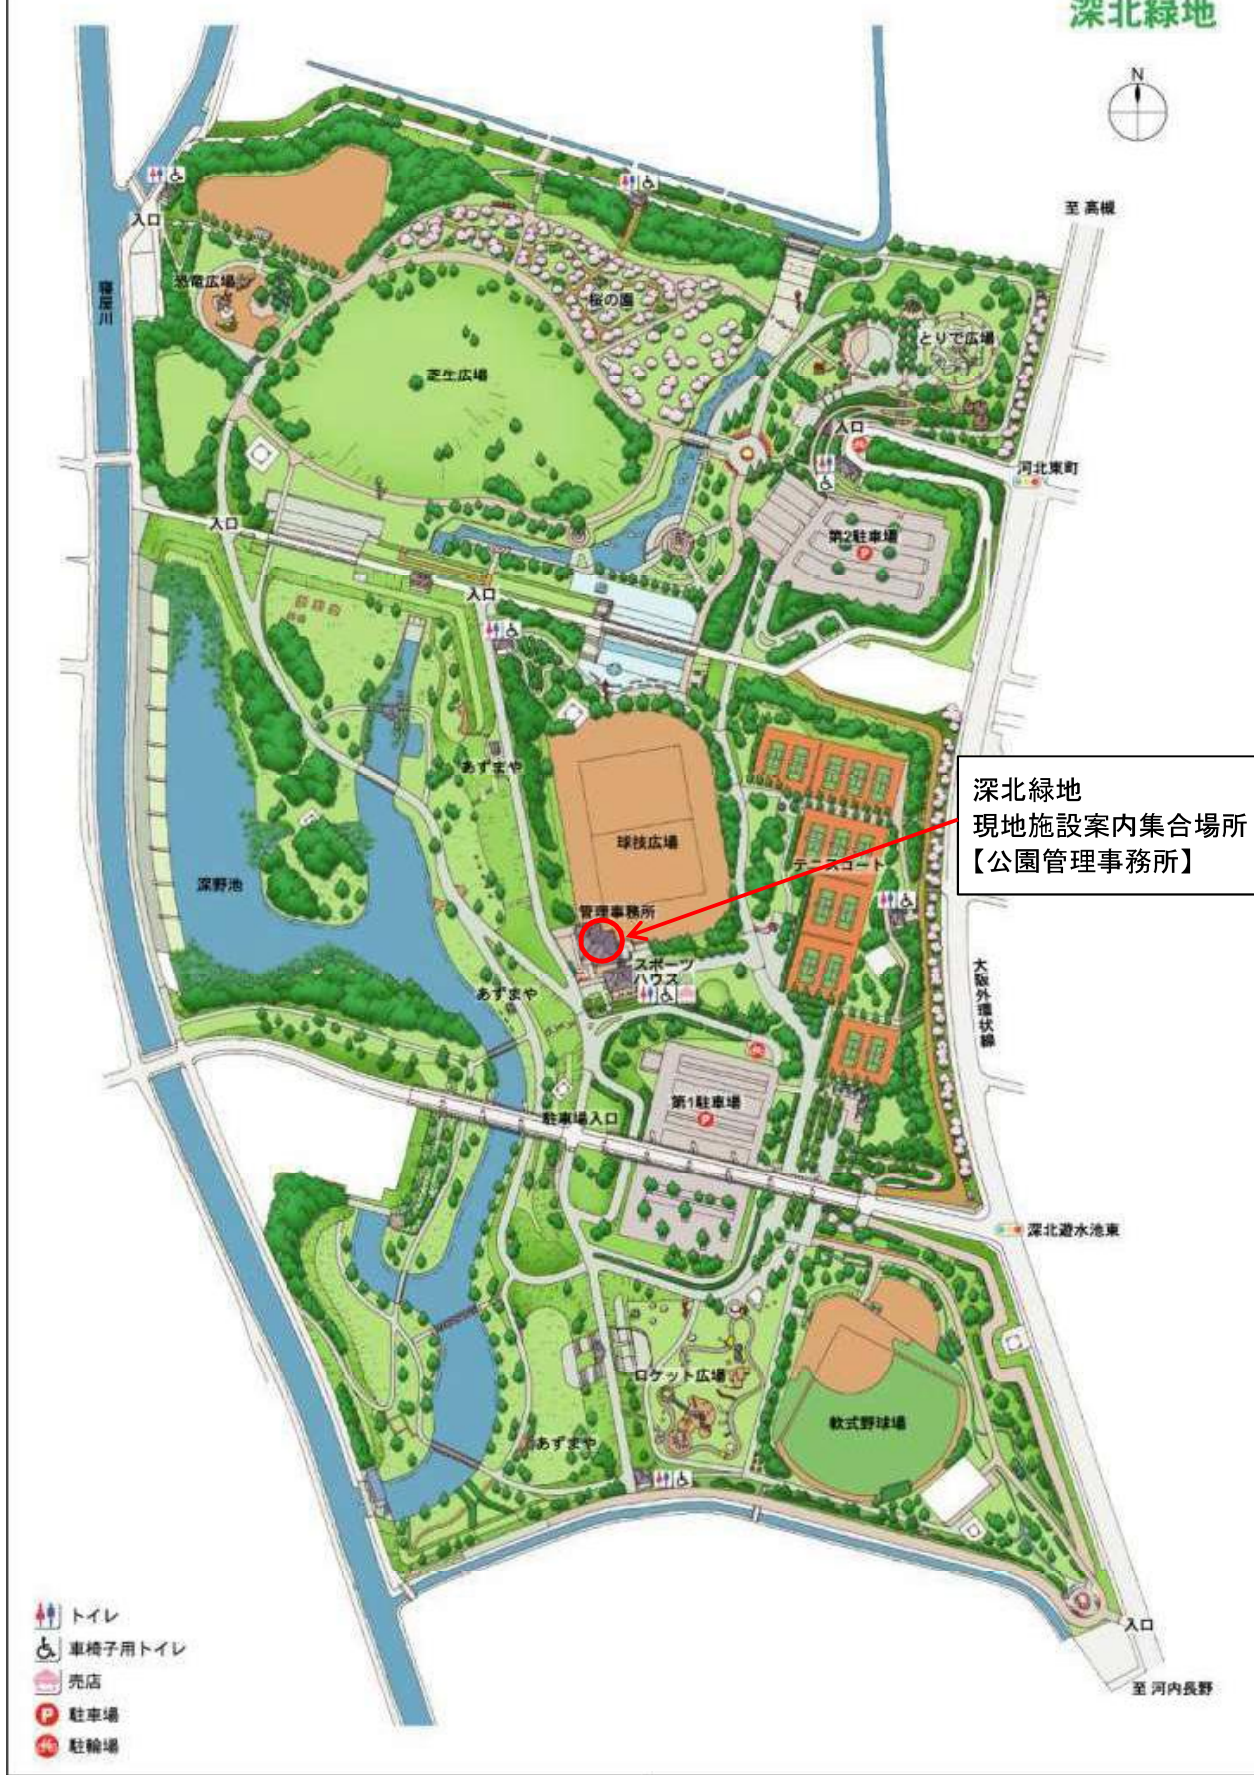 深北緑地
N
至 高槻
入口
恐竜広場
寝屋川
桜の園
とりで広場
芝生広場
入口
河北東町
入口
第2駐車場
P
入口
あずまや
深北緑地
現地施設案内集合場所
【公園管理事務所】
球技広場
テニスコート
深野池
管理事務所
スポーツ
ハウス
大阪外環状線
あずまや
第1駐車場
P
駐車場入口
深北遊水池東
ロケット広場
軟式野球場
あずまや
入口
至 河内長野
トイレ
車椅子用トイレ
売店
P 駐車場
駐輪場